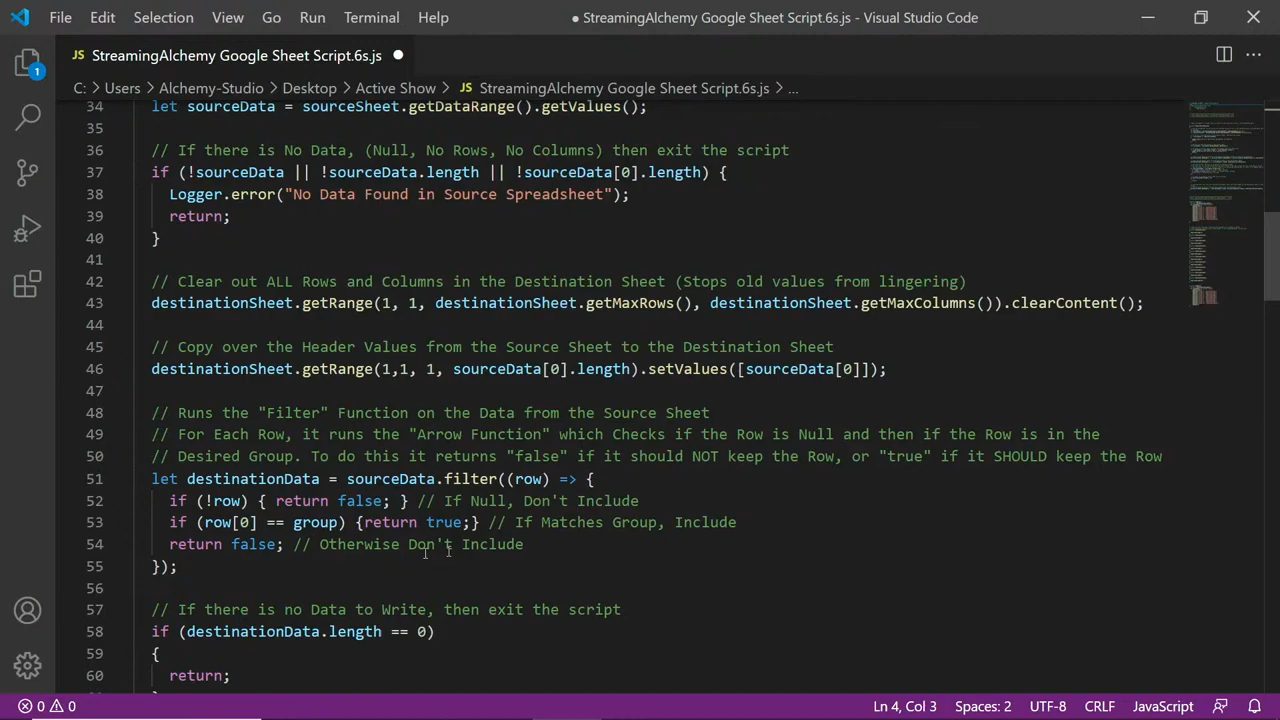 File Edit Selection View Go Run Terminal Help ● StreamingAlchemy Google Sheet Script.6s.js - Visual Studio Code
JS StreamingAlchemy Google Sheet Script.6s.js ●
C: > Users > Alchemy-Studio > Desktop > Active Show > JS StreamingAlchemy Google Sheet Script.6s.js > ...
1
34 let sourceData = sourceSheet.getDataRange().getValues();
35
36 // If there is No Data (Null, No Rows, No Columns) then exit the script
37 if (!sourceData || !sourceData.length || !sourceData[0].length) {
38 Logger.error("No Data Found in Source Spreadsheet");
39 return;
40 }
41
42 // Clear out ALL Rows and Columns in the Destination Sheet (Stops old values from lingering)
43 destinationSheet.getRange(1, 1, destinationSheet.getMaxRows(), destinationSheet.getMaxColumns()).clearContent();
44
45 // Copy over the Header Values from the Source Sheet to the Destination Sheet
46 destinationSheet.getRange(1,1, 1, sourceData[0].length).setValues([sourceData[0]]);
47
48 // Runs the "Filter" Function on the Data from the Source Sheet
49 // For Each Row, it runs the "Arrow Function" which Checks if the Row is Null and then if the Row is in the
50 // Desired Group. To do this it returns "false" if it should NOT keep the Row, or "true" if it SHOULD keep the Row
51 let destinationData = sourceData.filter((row) => {
52 if (!row) { return false; } // If Null, Don't Include
53 if (row[0] == group) {return true;} // If Matches Group, Include
54 return false; // Otherwise Don't Include
55 });
56
57 // If there is no Data to Write, then exit the script
58 if (destinationData.length == 0)
59 {
60 return;
0 0 Ln 4, Col 3 Spaces: 2 UTF-8 CRLF JavaScript